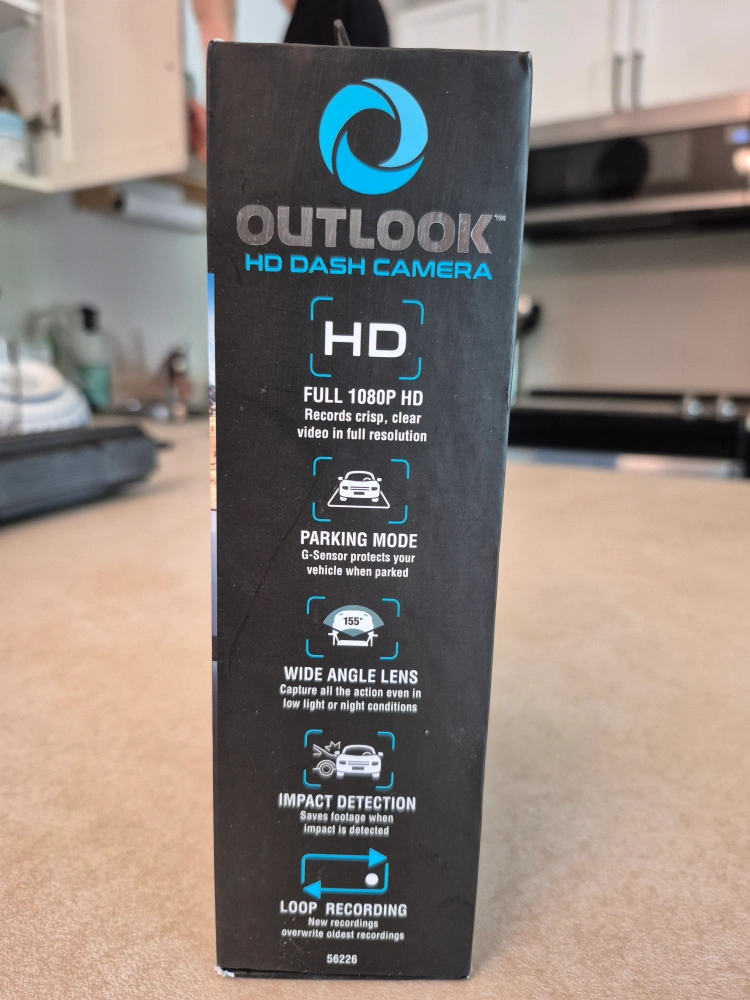 OUTLOOK™
HD DASH CAMERA
HD
FULL 1080P HD
Records crisp, clear
video in full resolution
PARKING MODE
G-Sensor protects your
vehicle when parked
155°
WIDE ANGLE LENS
Capture all the action even in
low light or night conditions
IMPACT DETECTION
Saves footage when
impact is detected
LOOP RECORDING
New recordings
overwrite oldest recordings
56226